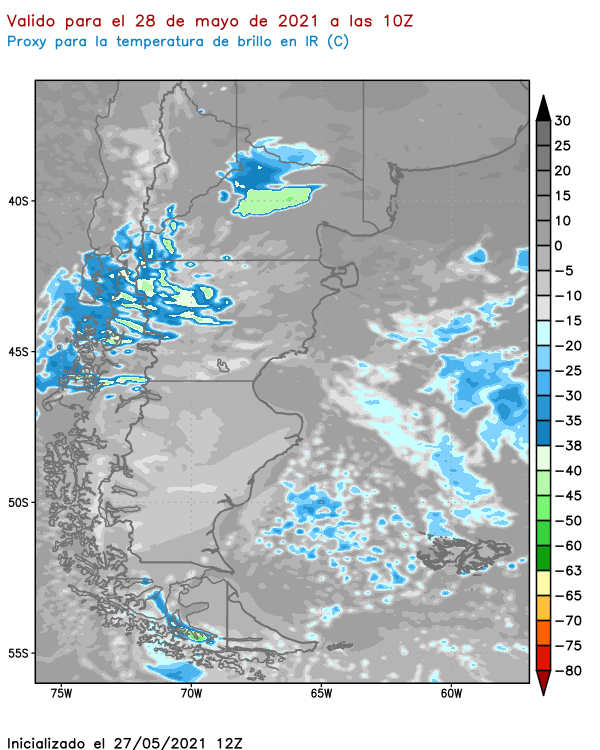 Valido para el 28 de mayo de 2021 a las 10Z
Proxy para la temperatura de brillo en IR (C)
30
25
20
15
10
0
−5
−10
−15
−20
−25
−30
−35
−38
−40
−45
−50
−60
−63
−65
−70
−75
−80
40S
45S
50S
55S
75W 70W 65W 60W
Inicializado el 27/05/2021 12Z